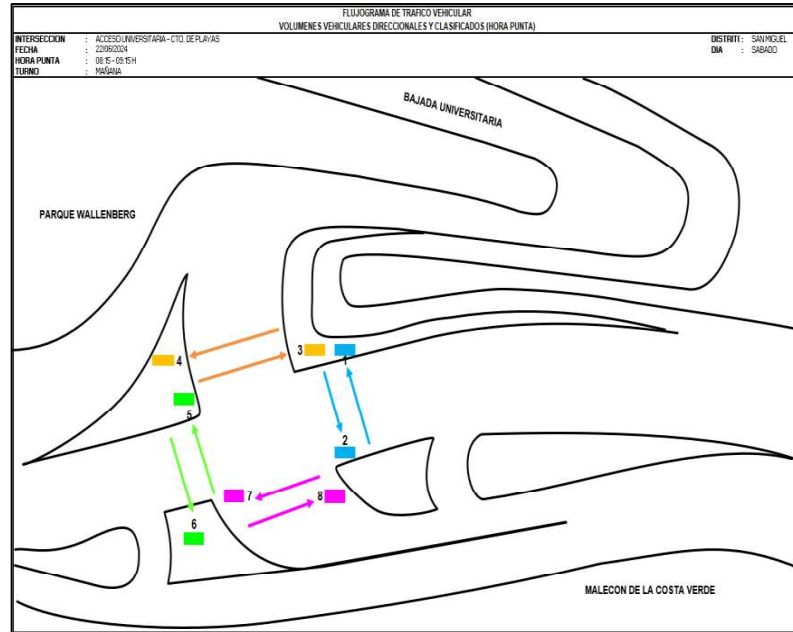 FLUJOGRAMA DE TRAFICO VEHICULAR
VOLUMENES VEHICULARES DIRECCIONALES Y CLASIFICADOS (HORA PUNTA)
INTERSECCION : ACCESO UNIVERSITARIA - CTO. DE PLAYAS DISTRIT( : SAN MIGUEL
FECHA : 22/06/2024 DIA : SABADO
HORA PUNTA : 08:15 - 09:15 H
TURNO : MAÑANA
BAJADA UNIVERSITARIA
PARQUE WALLENBERG
4 3 1
5
2
7 8
6
MALECON DE LA COSTA VERDE